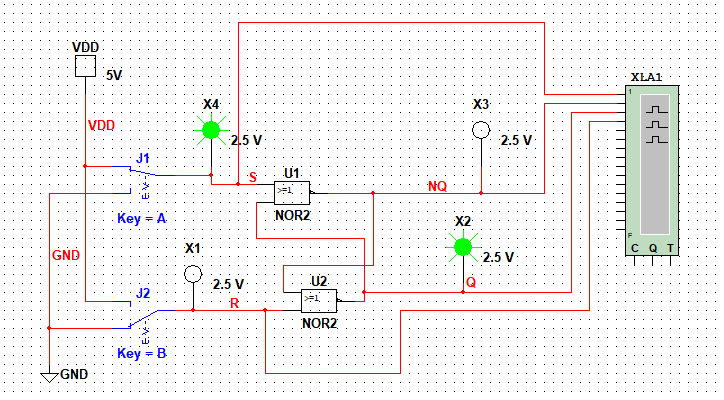 VDD
5V
VDD
X4
2.5 V
X3
2.5 V
XLA1
1
F
C Q T
J1
Key = A
S
U1
>=1
NOR2
NQ
X2
2.5 V
Q
GND
X1
2.5 V
R
U2
>=1
NOR2
J2
Key = B
GND